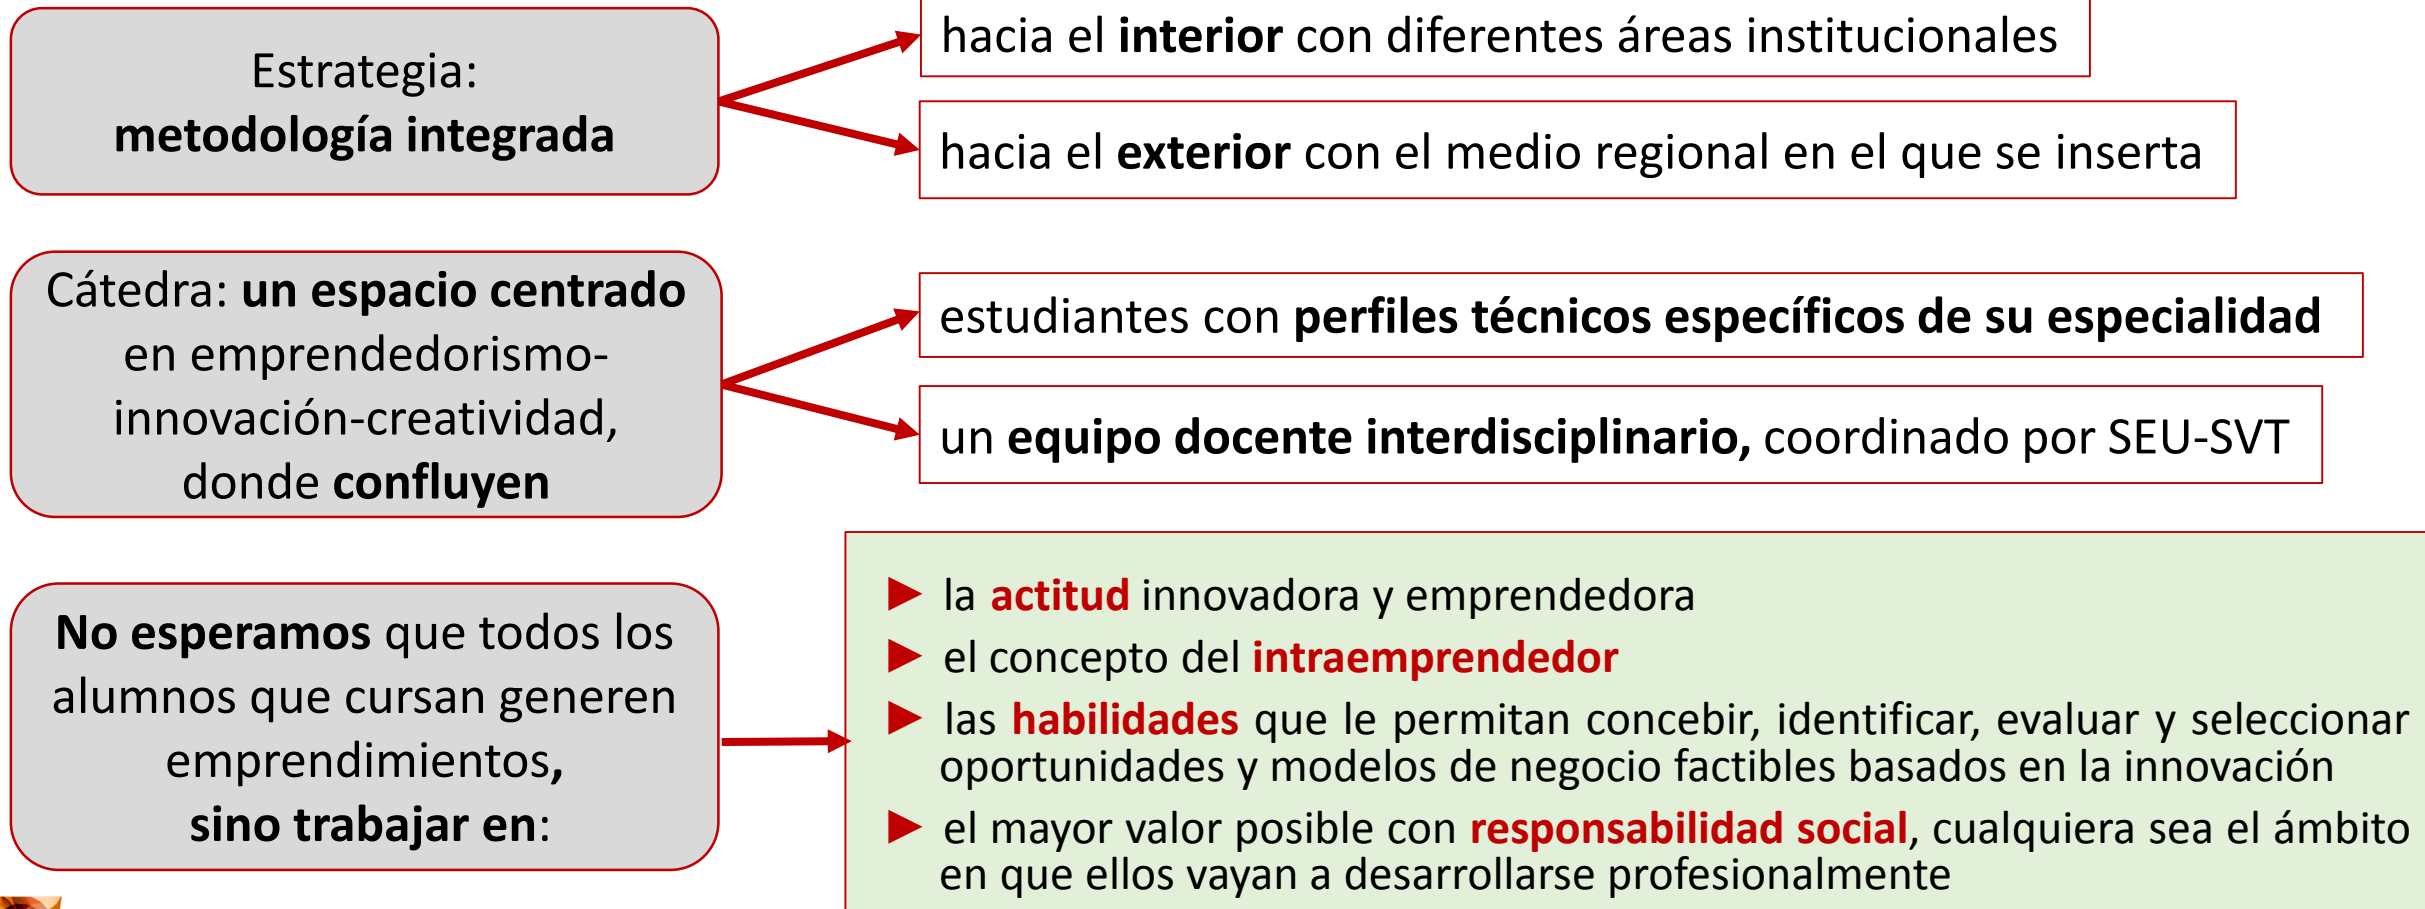 Estrategia:
metodología integrada
hacia el interior con diferentes áreas institucionales
hacia el exterior con el medio regional en el que se inserta
Cátedra: un espacio centrado
en emprendedorismo-
innovación-creatividad,
donde confluyen
estudiantes con perfiles técnicos específicos de su especialidad
un equipo docente interdisciplinario, coordinado por SEU-SVT
No esperamos que todos los
alumnos que cursan generen
emprendimientos,
sino trabajar en:
► la actitud innovadora y emprendedora
► el concepto del intraemprendedor
► las habilidades que le permitan concebir, identificar, evaluar y seleccionar
oportunidades y modelos de negocio factibles basados en la innovación
► el mayor valor posible con responsabilidad social, cualquiera sea el ámbito
en que ellos vayan a desarrollarse profesionalmente